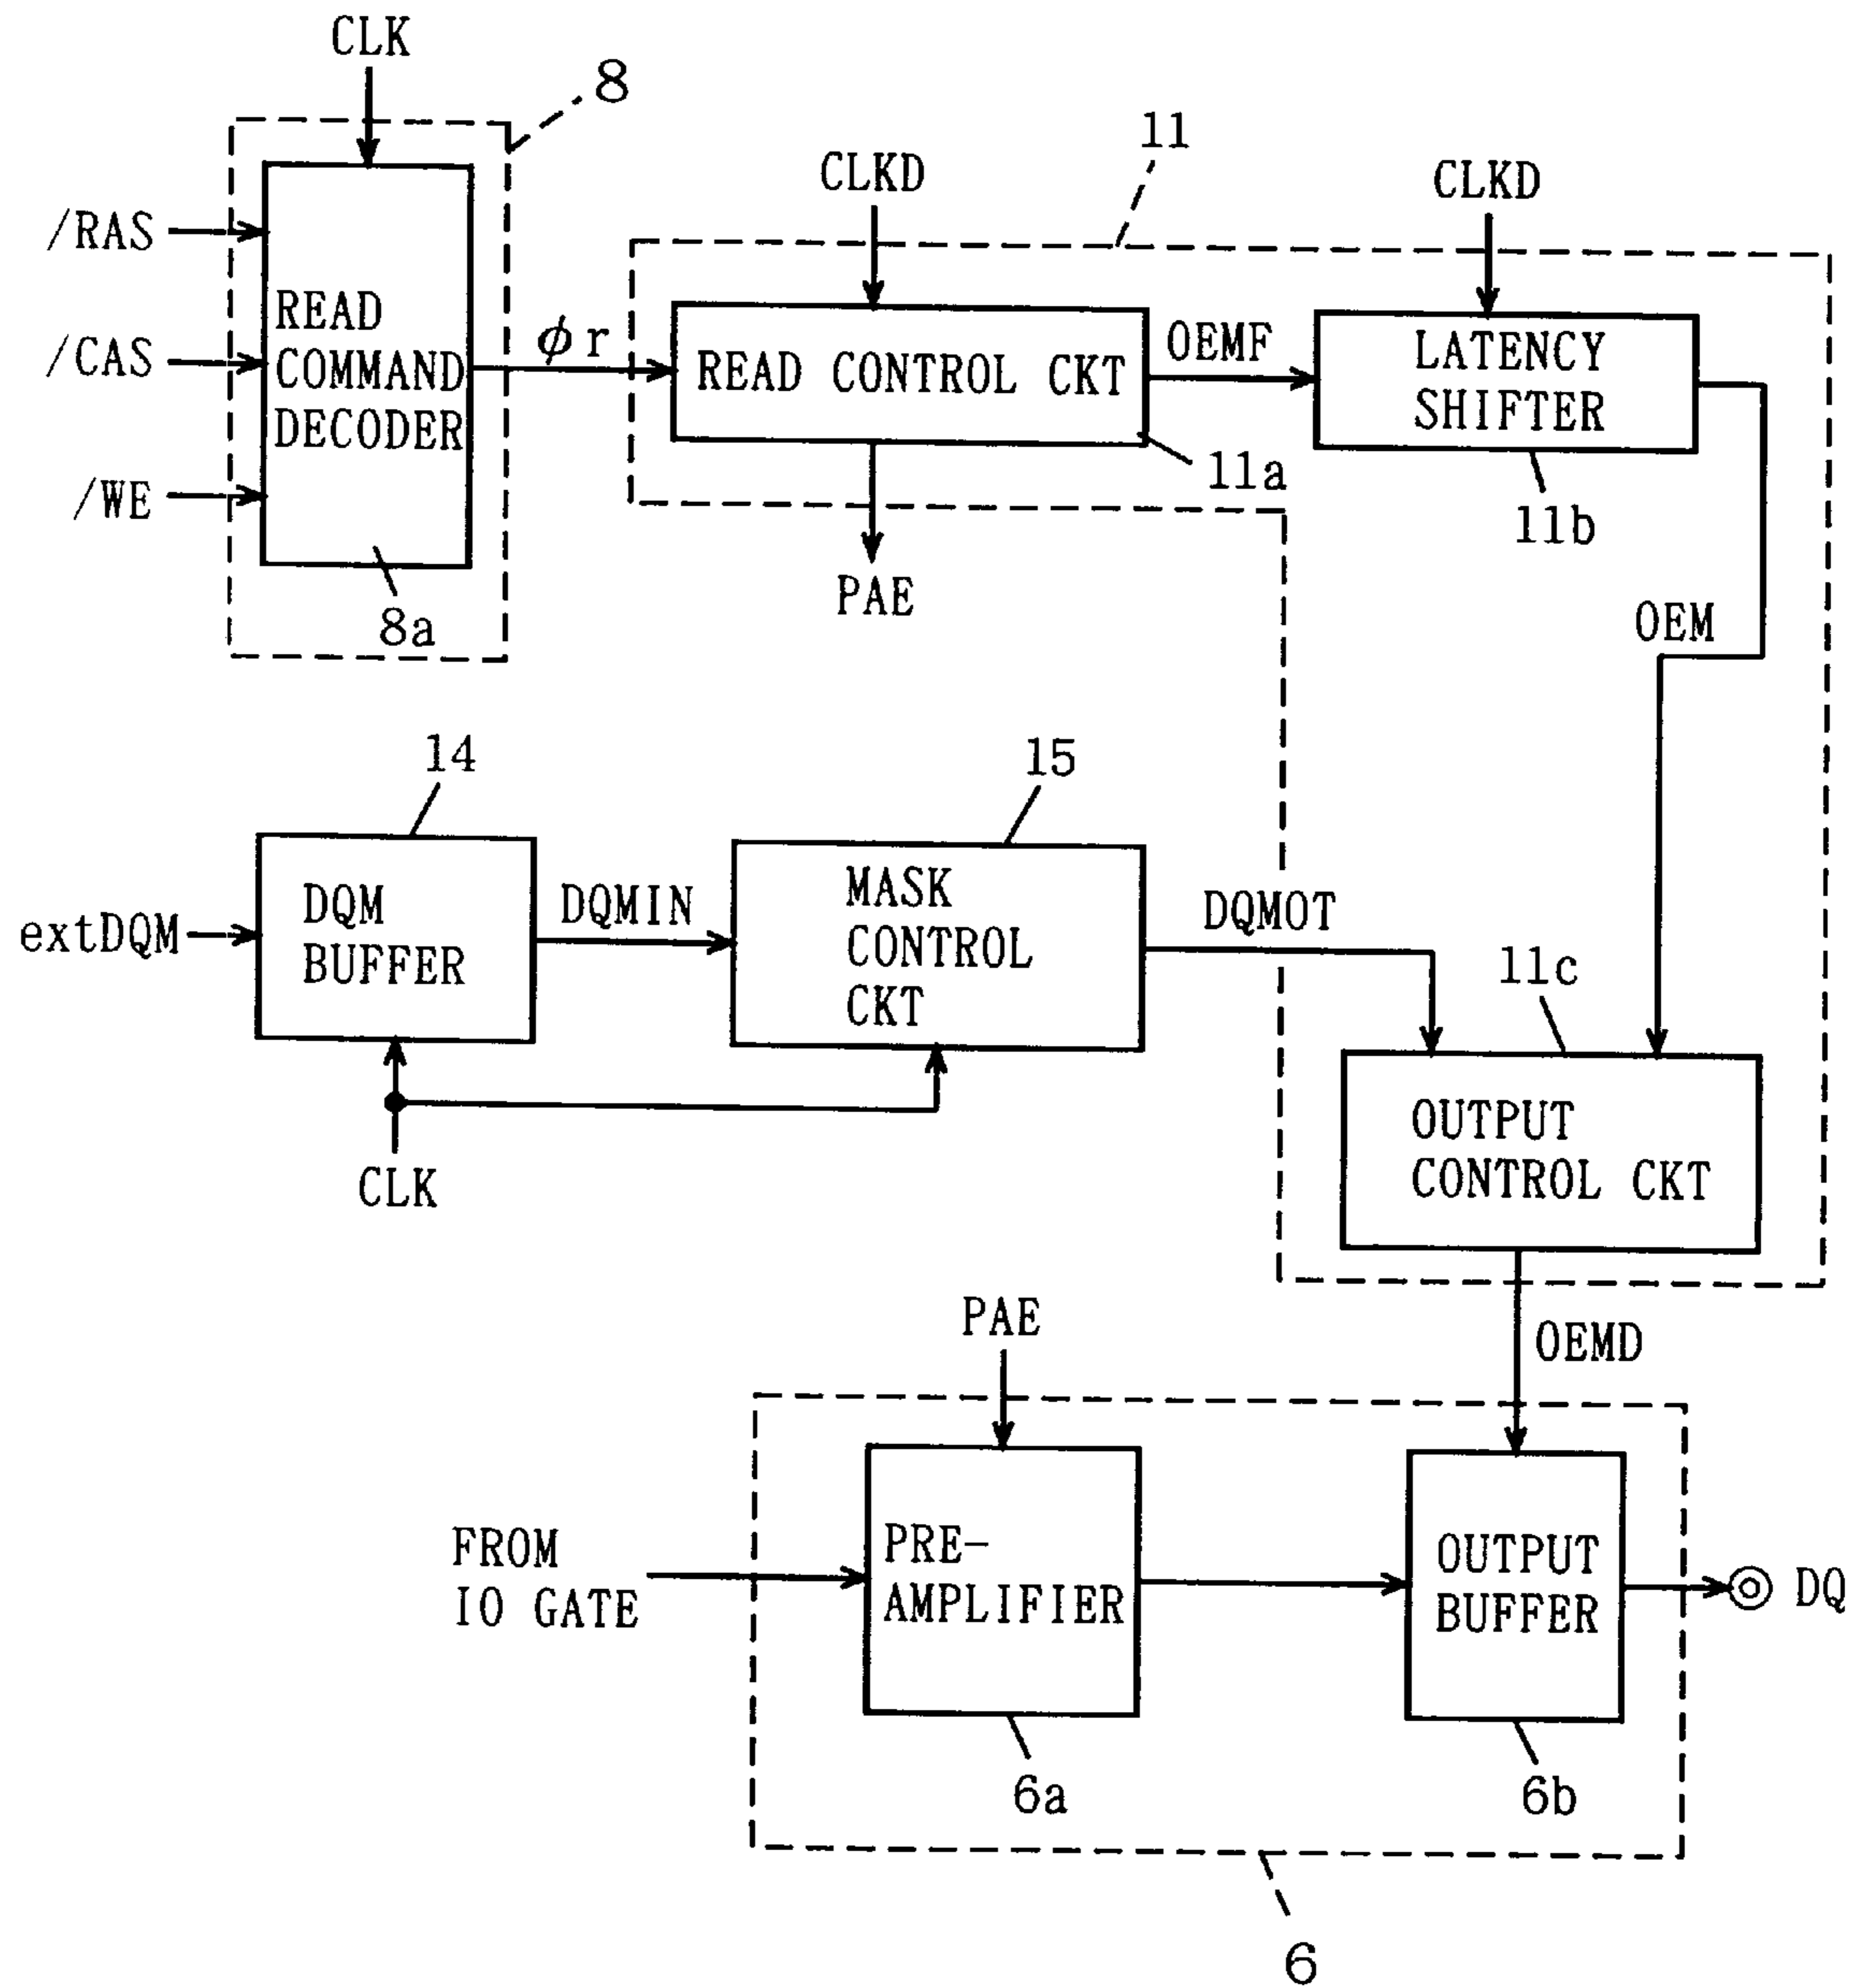 CLK
8
11
CLKD
CLKD
/RAS
/CAS
/WE
READ
COMMAND
DECODER
8a
φr
READ CONTROL CKT
11a
OEMF
LATENCY
SHIFTER
11b
PAE
OEM
14
15
extDQM
DQM
BUFFER
DQMIN
MASK
CONTROL
CKT
DQMOT
11c
CLK
OUTPUT
CONTROL CKT
PAE
OEMD
FROM
IO GATE
PRE-
AMPLIFIER
OUTPUT
BUFFER
DQ
6a
6b
6